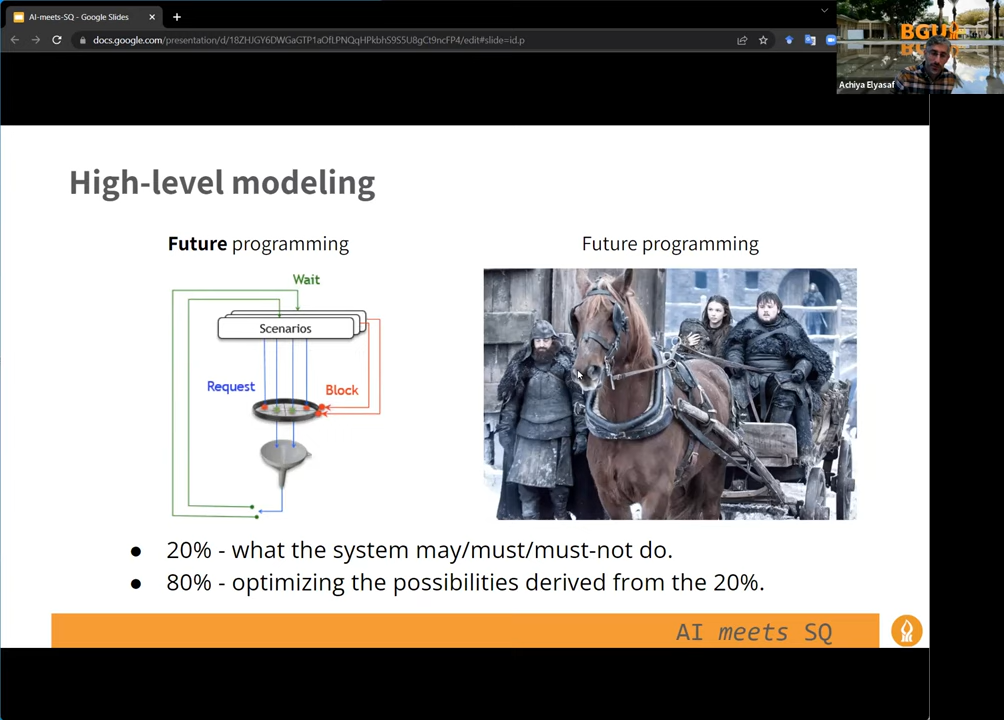 AI-meets-SQ - Google Slides
docs.google.com/presentation/d/18ZHJGY6DWGaGTP1aOfLPNQqHPkbhS9S5U8gCt9ncFP4/edit#slide=id.p
BGU
Achiya Elyasaf
High-level modeling
Future programming
Future programming
Wait
Scenarios
Request
Block
20% - what the system may/must/must-not do.
80% - optimizing the possibilities derived from the 20%.
AI meets SQ